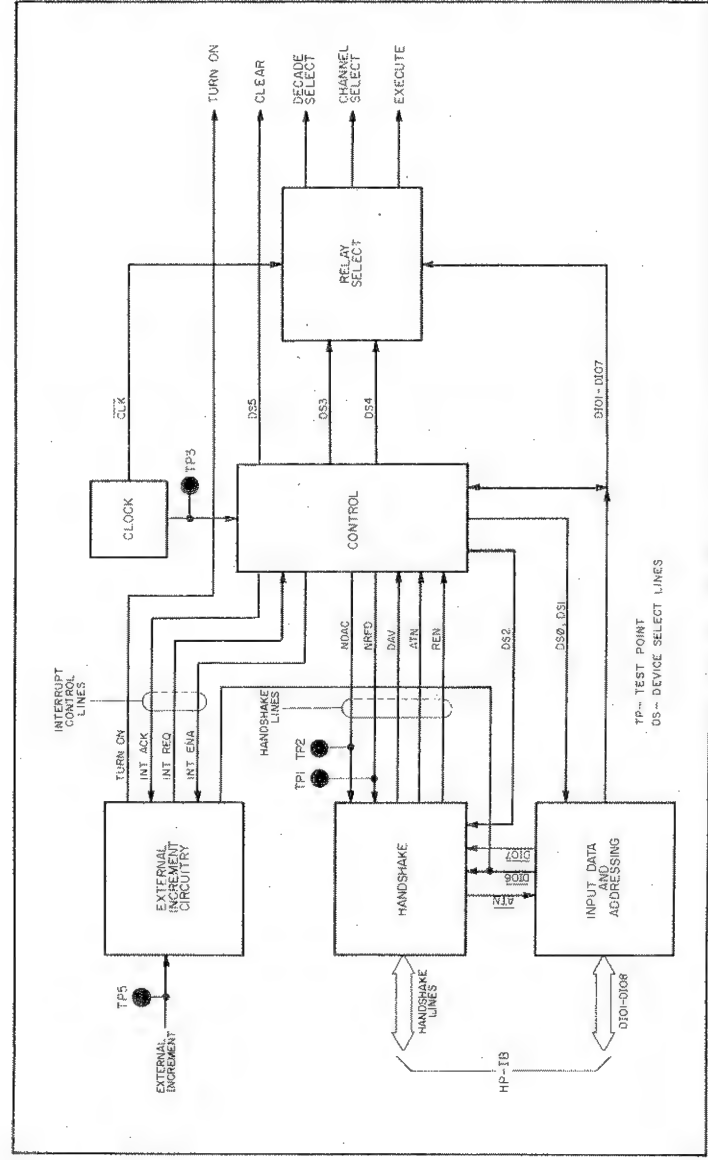 EXTERNAL
INCREMENT
TP5
EXTERNAL
INCREMENT
CIRCUITRY
TURN ON
INT ACK
INT REQ
INT ENA
INTERRUPT
CONTROL
LINES
CLOCK
TP3
CLK
TURN ON
CLEAR
DECADE
SELECT
CHANNEL
SELECT
EXECUTE
HP-IB
HANDSHAKE
LINES
HANDSHAKE
TP1 TP2
HANDSHAKE
LINES
NDAC
NRFD
DAV
ATN
REN
CONTROL
DS5
DS3
DS4
RELAY
SELECT
DIO1-DIO8
ATN
DIO6
DIO7
INPUT DATA
AND
ADDRESSING
DS2
DS0, DS1
DIO1-DIO7
TP- TEST POINT
DS- DEVICE SELECT LINES